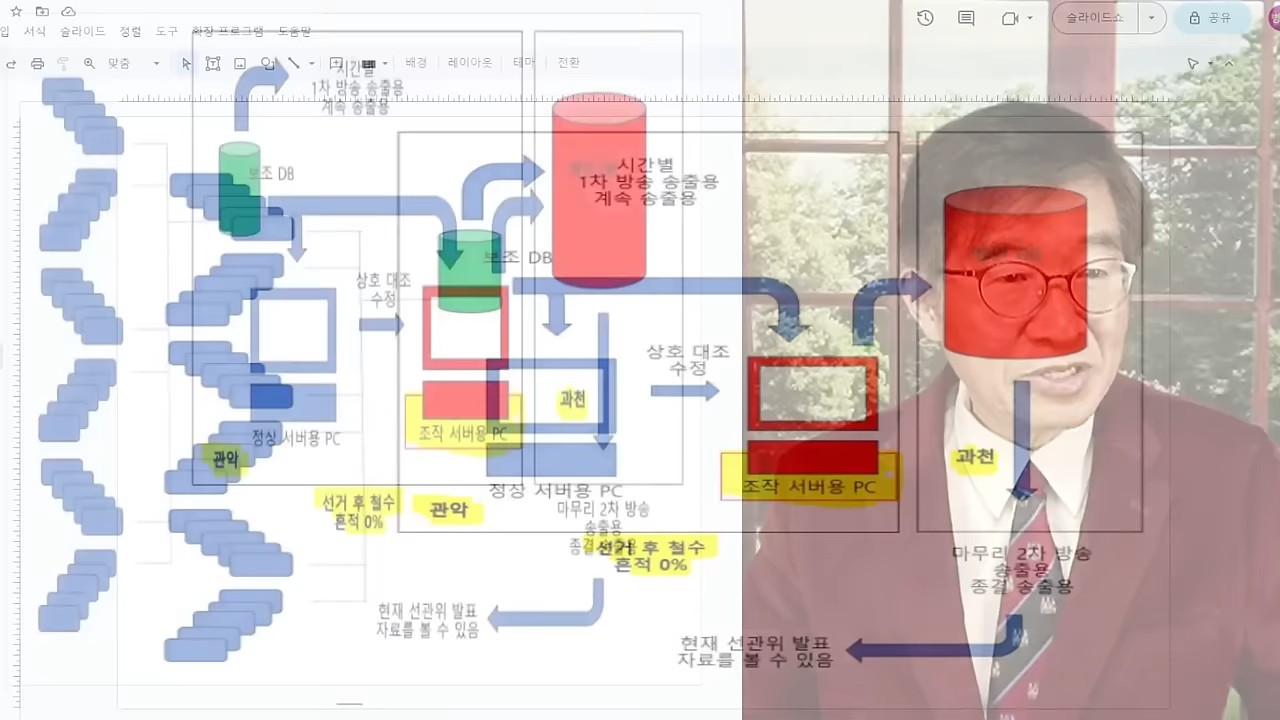 입 서식 슬라이드 정렬 도구 확장 프로그램 도움말
슬라이드쇼
공유
맞춤
배경 레이아웃 테마 전환
시간별
1차 방송 송출용
계속 송출용
보조 DB
상호 대조
수정
정상 서버용 PC
조작 서버용 PC
관악
과천
선거 후 철수
흔적 0%
마무리 2차 방송
송출용
종결 송출용
현재 선관위 발표
자료를 볼 수 있음
시간별
1차 방송 송출용
계속 송출용
보조 DB
상호 대조
수정
정상 서버용 PC
조작 서버용 PC
관악
과천
선거 후 철수
흔적 0%
마무리 2차 방송
송출용
종결 송출용
현재 선관위 발표
자료를 볼 수 있음